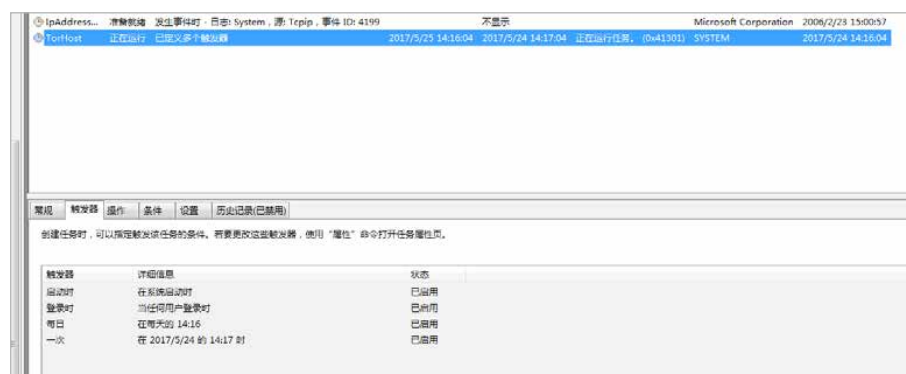 IpAddress... 准备就绪 发生事件时 - 日志: System，源: Tcpip，事件 ID: 4199 不显示 Microsoft Corporation 2006/2/23 15:00:57
TorHost 正在运行 已定义多个触发器 2017/5/25 14:16:04 2017/5/24 14:17:04 正在运行任务。 (0x41301) SYSTEM 2017/5/24 14:16:04
常规 触发器 操作 条件 设置 历史记录(已禁用)
创建任务时，可以指定触发该任务的条件。若要更改这些触发器，使用“属性”命令打开任务属性页。
触发器 详细信息 状态
启动时 在系统启动时 已启用
登录时 当任何用户登录时 已启用
每日 在每天的 14:16 已启用
一次 在 2017/5/24 的 14:17 时 已启用